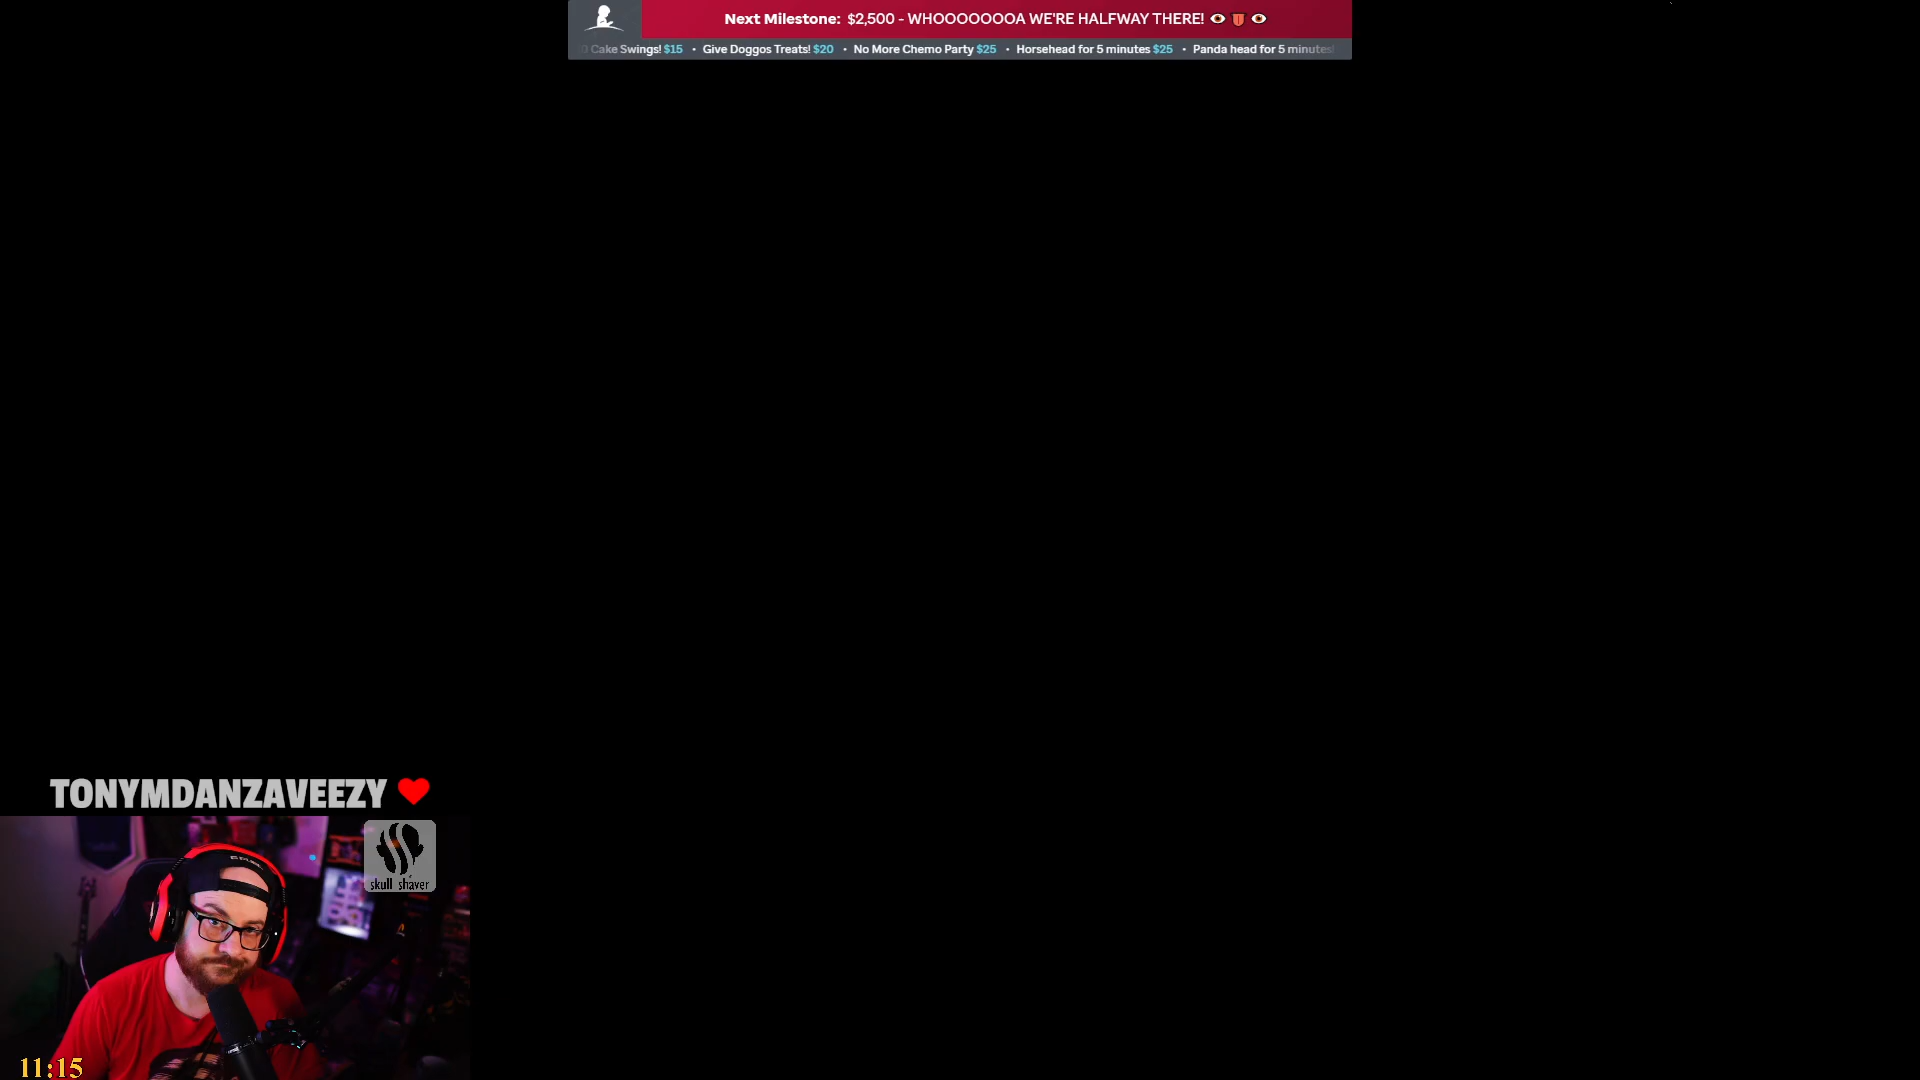 Next Milestone: $2,500 - WHOOOOOOOA WE'RE HALFWAY THERE! 👁️👅👁️
Cake Swings! $15 • Give Doggos Treats! $20 • No More Chemo Party $25 • Horsehead for 5 minutes $25 • Panda head for 5 minutes!
TONYMDANZAVEEZY ❤️
skull shaver
11:15